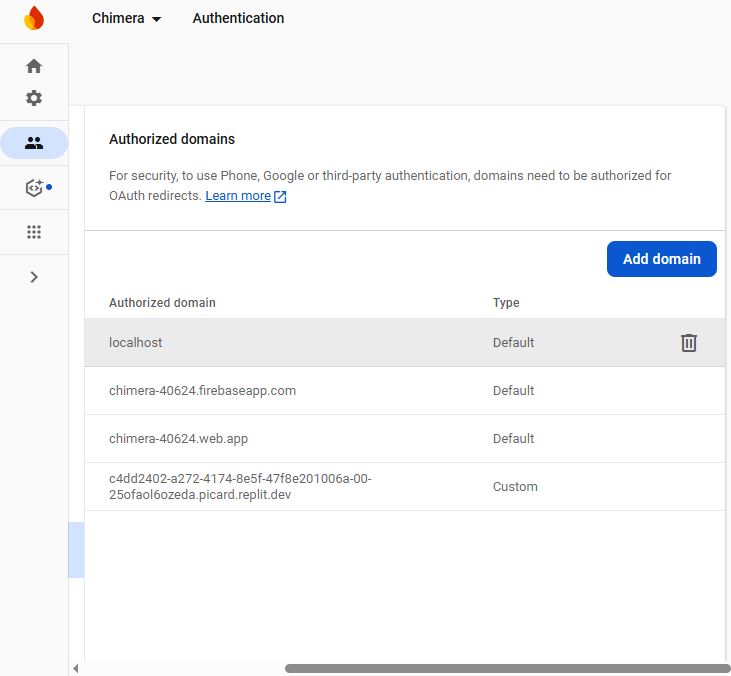 Chimera
Authentication
Authorized domains
For security, to use Phone, Google or third-party authentication, domains need to be authorized for
OAuth redirects. Learn more
Add domain
Authorized domain Type
localhost Default
chimera-40624.firebaseapp.com Default
chimera-40624.web.app Default
c4dd2402-a272-4174-8e5f-47f8e201006a-00-
25ofaol6ozeda.picard.replit.dev
Custom